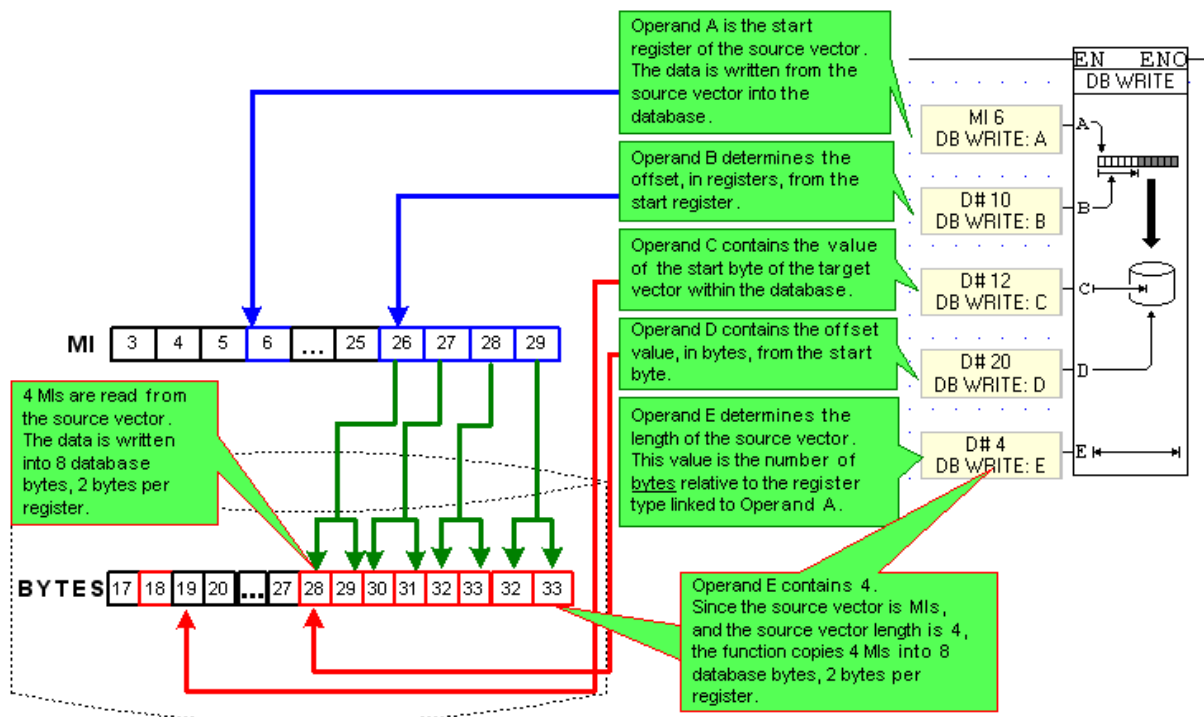 Operand A is the start
register of the source vector.
The data is written from the
source vector into the
database.
EN ENO
DB WRITE
MI 6
DB WRITE: A
A
Operand B determines the
offset, in registers, from the
start register.
D# 10
DB WRITE: B
B
Operand C contains the value
of the start byte of the target
vector within the database.
D# 12
DB WRITE: C
C
MI 3 4 5 6 ... 25 26 27 28 29
Operand D contains the offset
value, in bytes, from the start
byte.
D# 20
DB WRITE: D
D
4 MIs are read from
the source vector.
The data is written
into 8 database
bytes, 2 bytes per
register.
Operand E determines the
length of the source vector.
This value is the number of
bytes relative to the register
type linked to Operand A.
D# 4
DB WRITE: E
E
BYTES 17 18 19 20 ... 27 28 29 30 31 32 33 32 33
Operand E contains 4.
Since the source vector is MIs,
and the source vector length is 4,
the function copies 4 MIs into 8
database bytes, 2 bytes per
register.